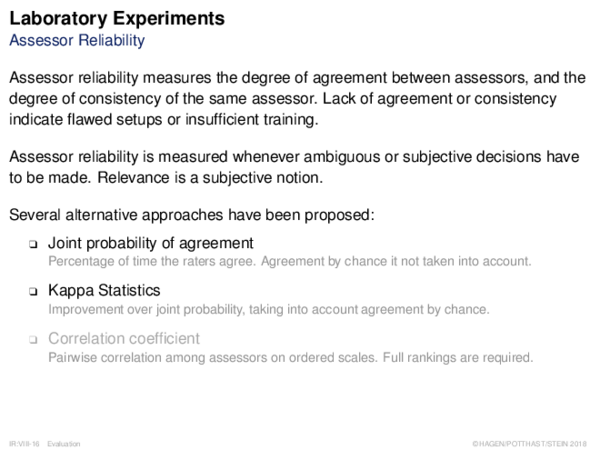 Laboratory Experiments
Assessor Reliability
Assessor reliability measures the degree of agreement between assessors, and the
degree of consistency of the same assessor. Lack of agreement or consistency
indicate flawed setups or insufficient training.
Assessor reliability is measured whenever ambiguous or subjective decisions have
to be made. Relevance is a subjective notion.
Several alternative approaches have been proposed:
❑ Joint probability of agreement
Percentage of time the raters agree. Agreement by chance it not taken into account.
❑ Kappa Statistics
Improvement over joint probability, taking into account agreement by chance.
❑ Correlation coefficient
Pairwise correlation among assessors on ordered scales. Full rankings are required.
IR:VIII-16 Evaluation ©HAGEN/POTTHAST/STEIN 2018